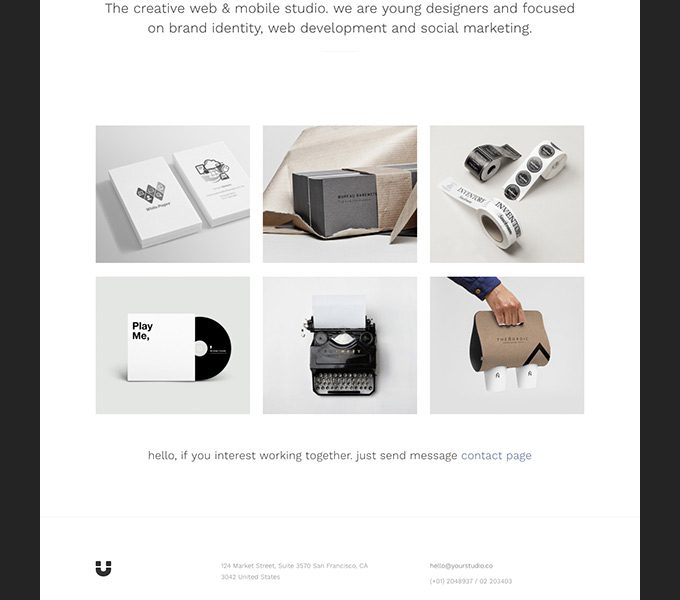 The creative web & mobile studio. we are young designers and focused
on brand identity, web development and social marketing.
INVENTURE
INVENTURE
Play
Me,
hello, if you interest working together. just send message contact page
124 Market Street, Suite 3570 San Francisco, CA
3042 United States
hello@yourstudio.co
(+01) 2048937 / 02 203403